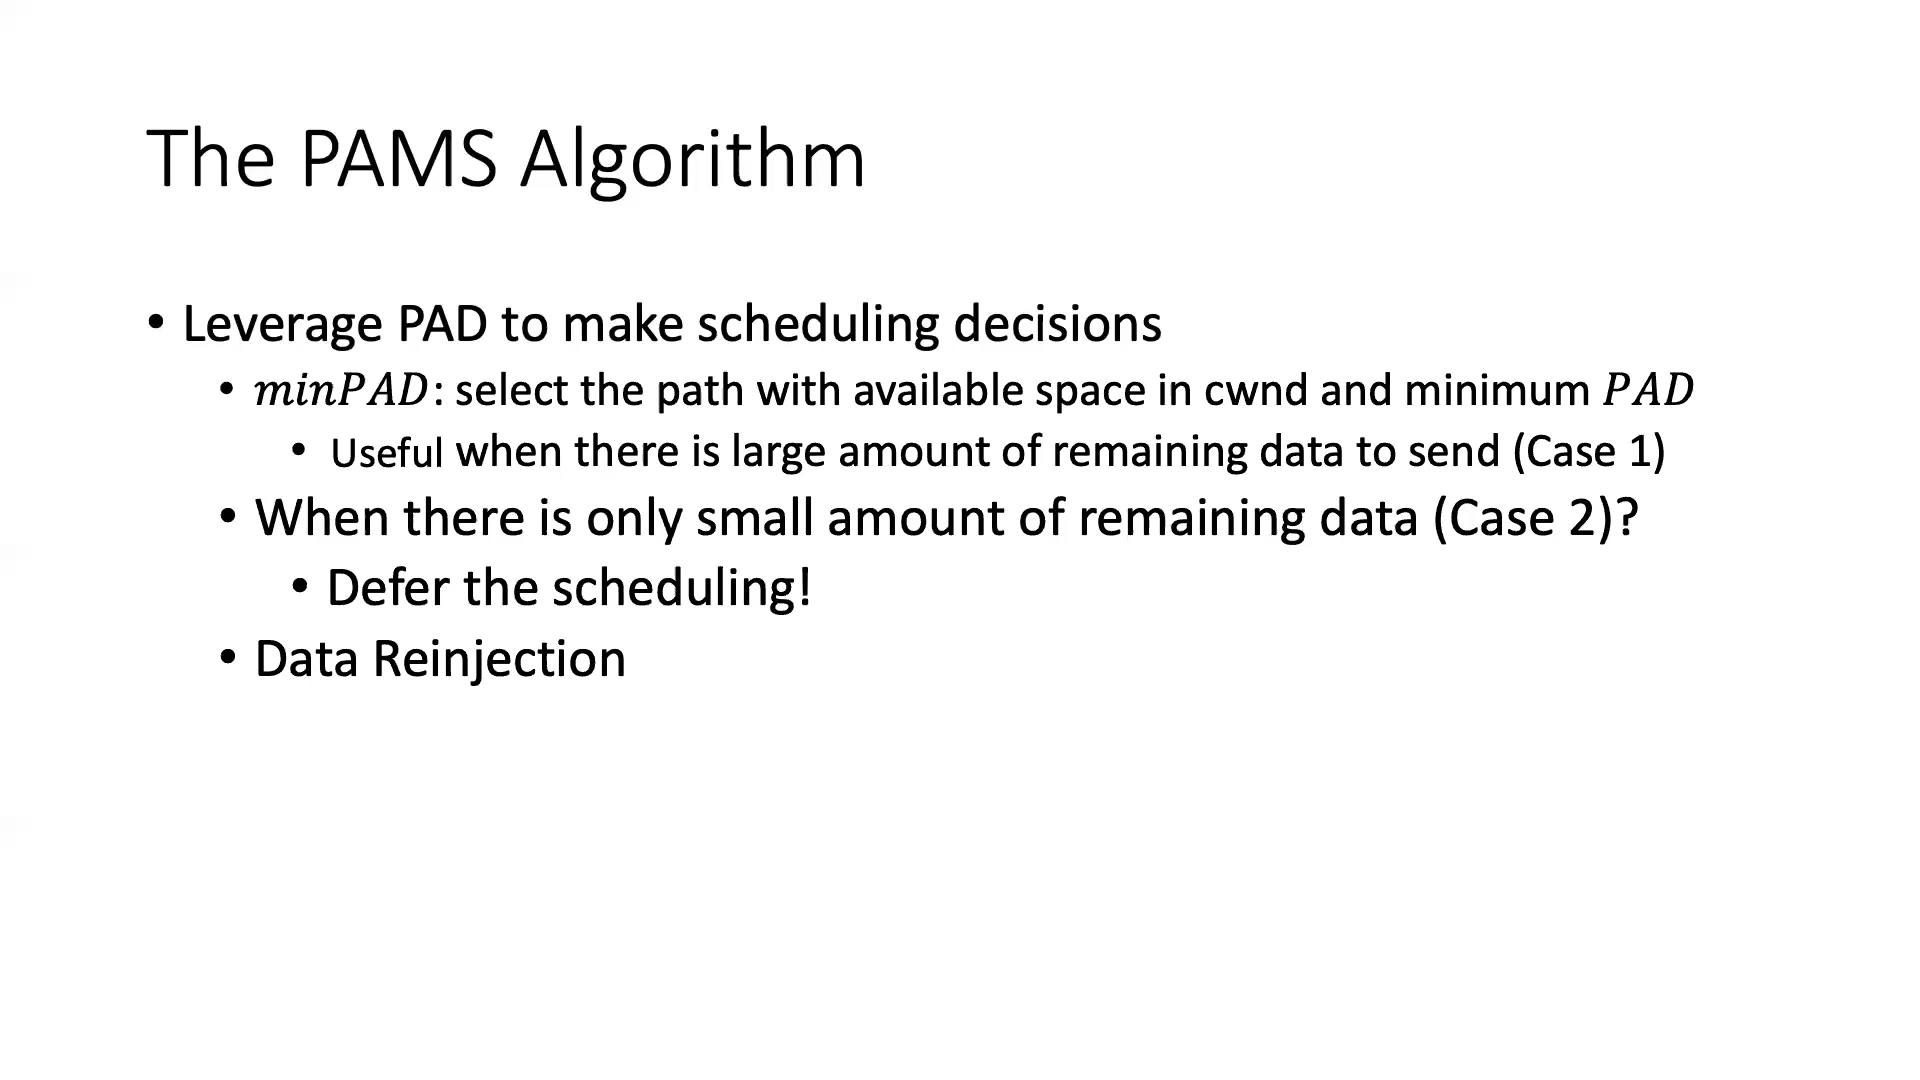 The PAMS Algorithm
• Leverage PAD to make scheduling decisions
• minPAD: select the path with available space in cwnd and minimum PAD
• Useful when there is large amount of remaining data to send (Case 1)
• When there is only small amount of remaining data (Case 2)?
• Defer the scheduling!
• Data Reinjection